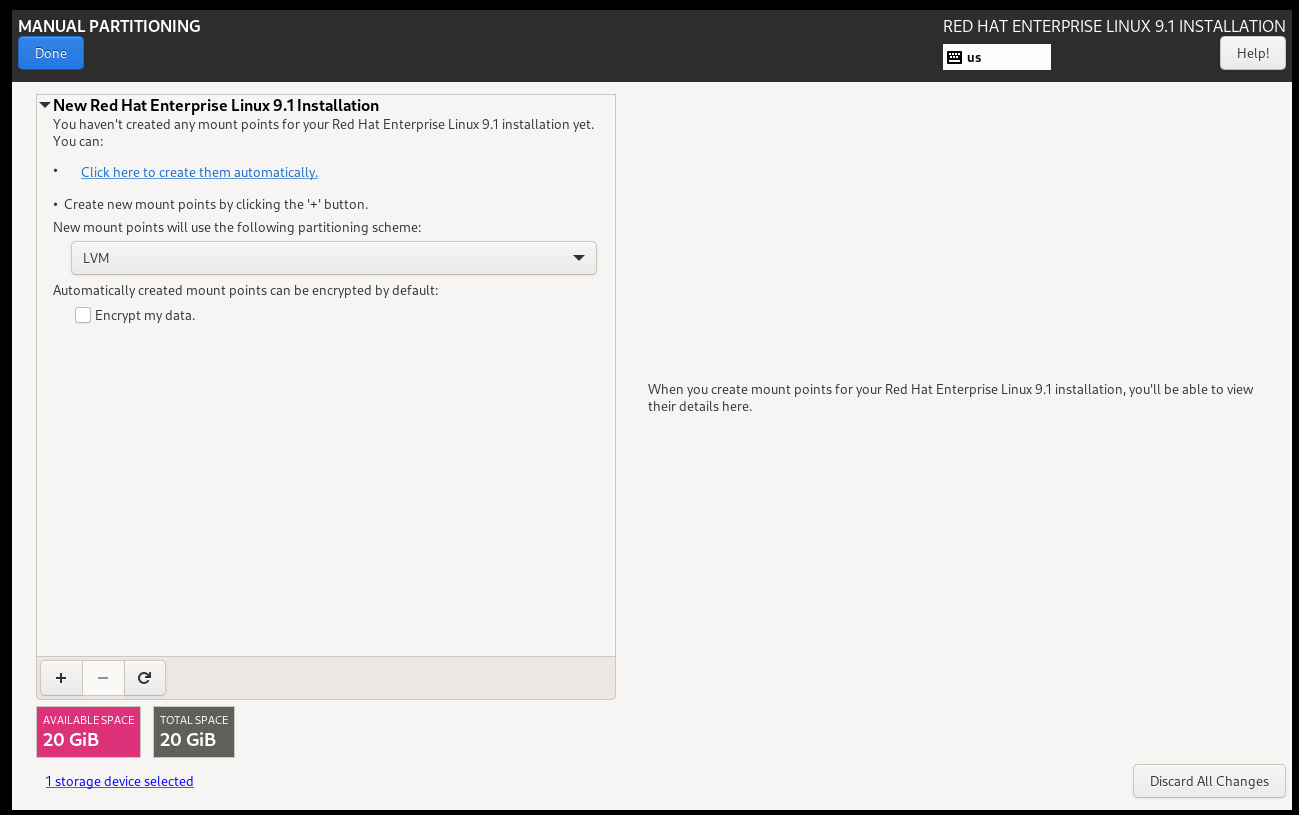 MANUAL PARTITIONING
RED HAT ENTERPRISE LINUX 9.1 INSTALLATION
Done
us
Help!
New Red Hat Enterprise Linux 9.1 Installation
You haven't created any mount points for your Red Hat Enterprise Linux 9.1 installation yet.
You can:
• Click here to create them automatically.
• Create new mount points by clicking the '+' button.
New mount points will use the following partitioning scheme:
LVM
Automatically created mount points can be encrypted by default:
Encrypt my data.
When you create mount points for your Red Hat Enterprise Linux 9.1 installation, you'll be able to view
their details here.
+ −
AVAILABLE SPACE
20 GiB
TOTAL SPACE
20 GiB
1 storage device selected
Discard All Changes